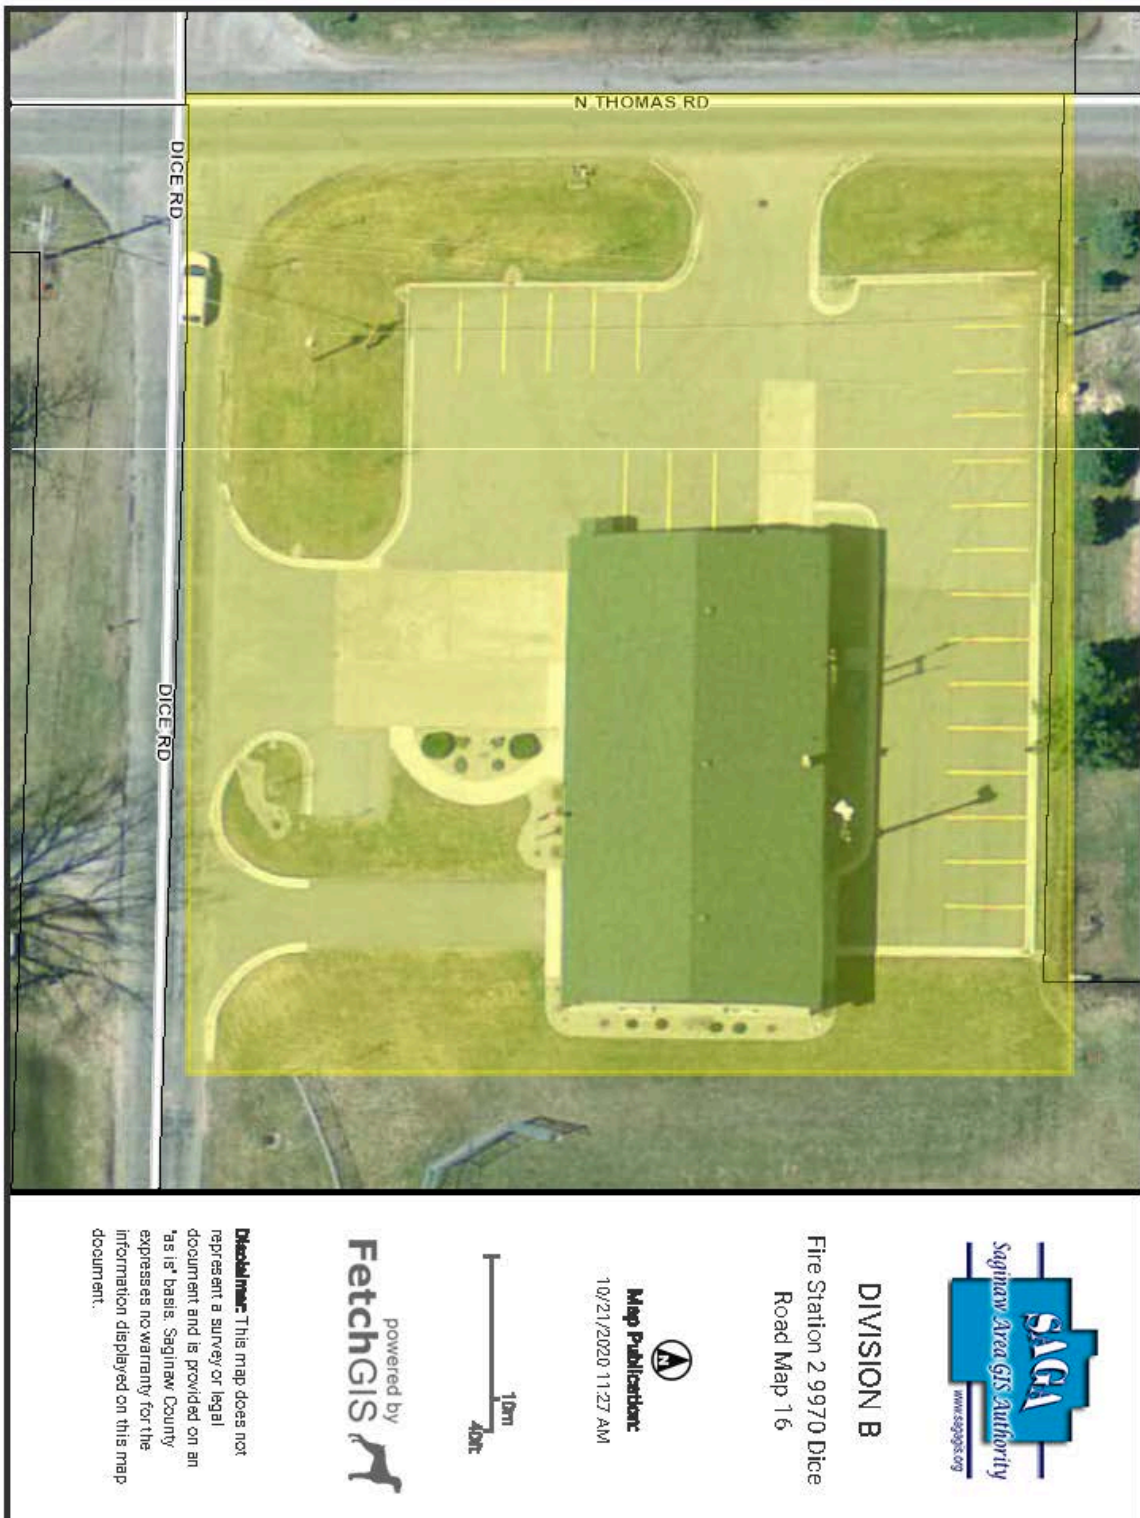 N THOMAS RD
DICE RD
DICE RD
SAGA
Saginaw Area GIS Authority
www.sagagis.org
DIVISION B
Fire Station 2 9970 Dice
Road Map 16
N
Map Publication:
10/21/2020 11:27 AM
10m
40ft
powered by
FetchGIS
Disclaimer: This map does not
represent a survey or legal
document and is provided on an
"as is" basis. Saginaw County
expresses no warranty for the
information displayed on this map
document.